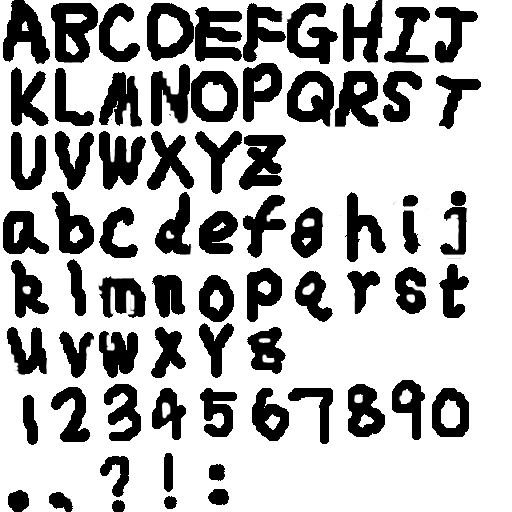 ABCDEFGHIJ
KLMNOPQRST
UVWXYZ
abcdefghij
klmnopqrst
uvwxyz
1234567890
.,?!: